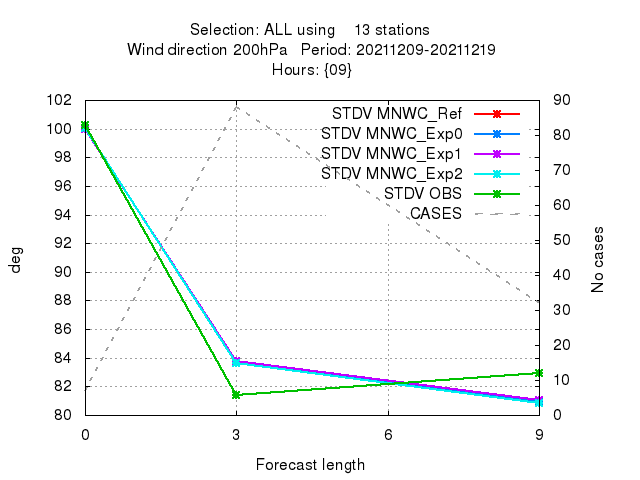 Selection: ALL using 13 stations
Wind direction 200hPa Period: 20211209-20211219
Hours: {09}
102
100
98
96
94
92
90
88
86
84
82
80
deg
90
80
70
60
50
40
30
20
10
0
No cases
STDV MNWC_Ref
STDV MNWC_Exp0
STDV MNWC_Exp1
STDV MNWC_Exp2
STDV OBS
CASES
0 3 6 9
Forecast length